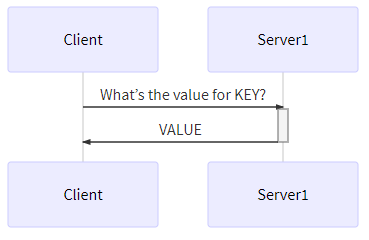 Client
Server1
What’s the value for KEY?
VALUE
Client
Server1